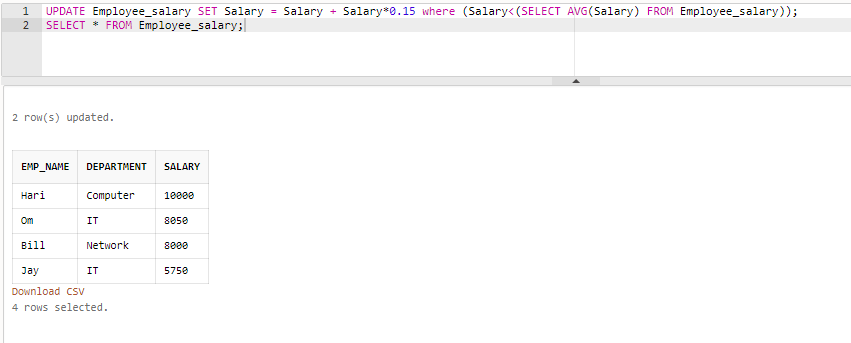 1 UPDATE Employee_salary SET Salary = Salary + Salary*0.15 where (Salary<(SELECT AVG(Salary) FROM Employee_salary));
2 SELECT * FROM Employee_salary;
2 row(s) updated.
EMP_NAME DEPARTMENT SALARY
Hari Computer 10000
Om IT 8050
Bill Network 8000
Jay IT 5750
Download CSV
4 rows selected.